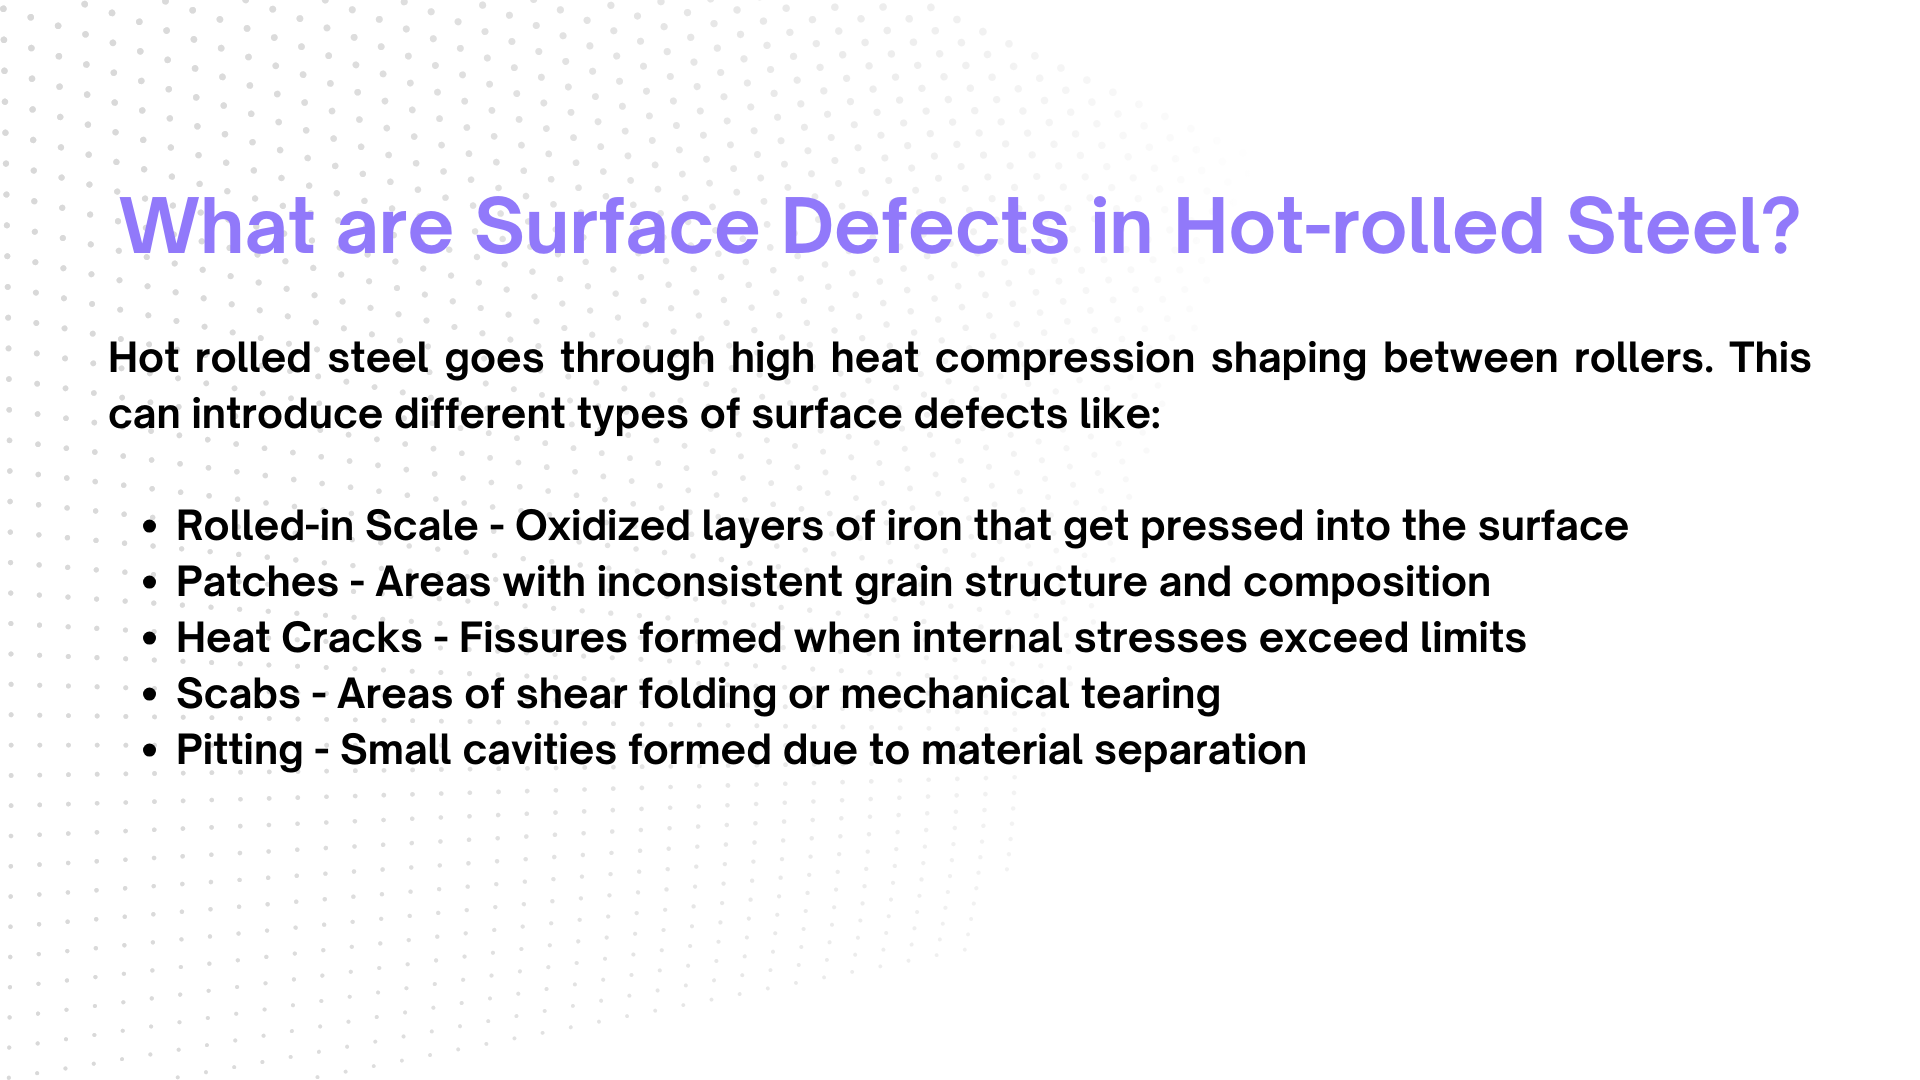 What are Surface Defects in Hot-rolled Steel?
Hot rolled steel goes through high heat compression shaping between rollers. This
can introduce different types of surface defects like:
• Rolled-in Scale - Oxidized layers of iron that get pressed into the surface
• Patches - Areas with inconsistent grain structure and composition
• Heat Cracks - Fissures formed when internal stresses exceed limits
• Scabs - Areas of shear folding or mechanical tearing
• Pitting - Small cavities formed due to material separation